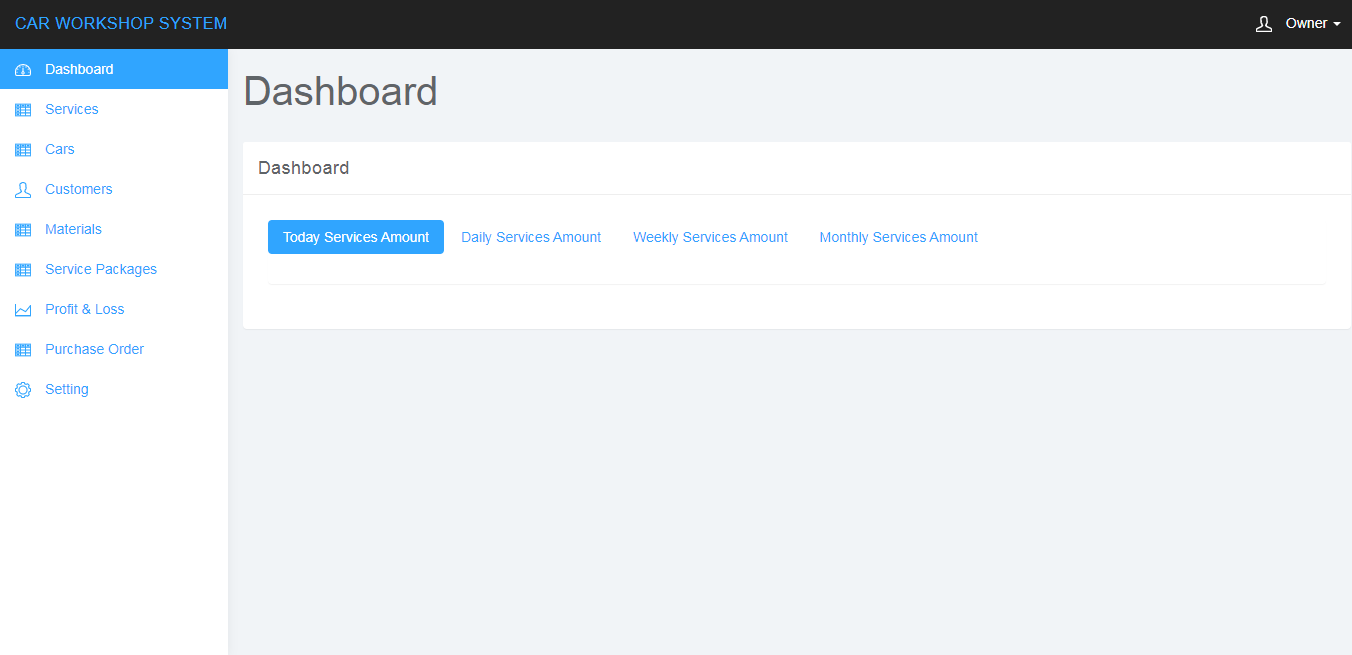 CAR WORKSHOP SYSTEM
Owner
Dashboard
Services
Cars
Customers
Materials
Service Packages
Profit & Loss
Purchase Order
Setting
Dashboard
Dashboard
Today Services Amount
Daily Services Amount
Weekly Services Amount
Monthly Services Amount